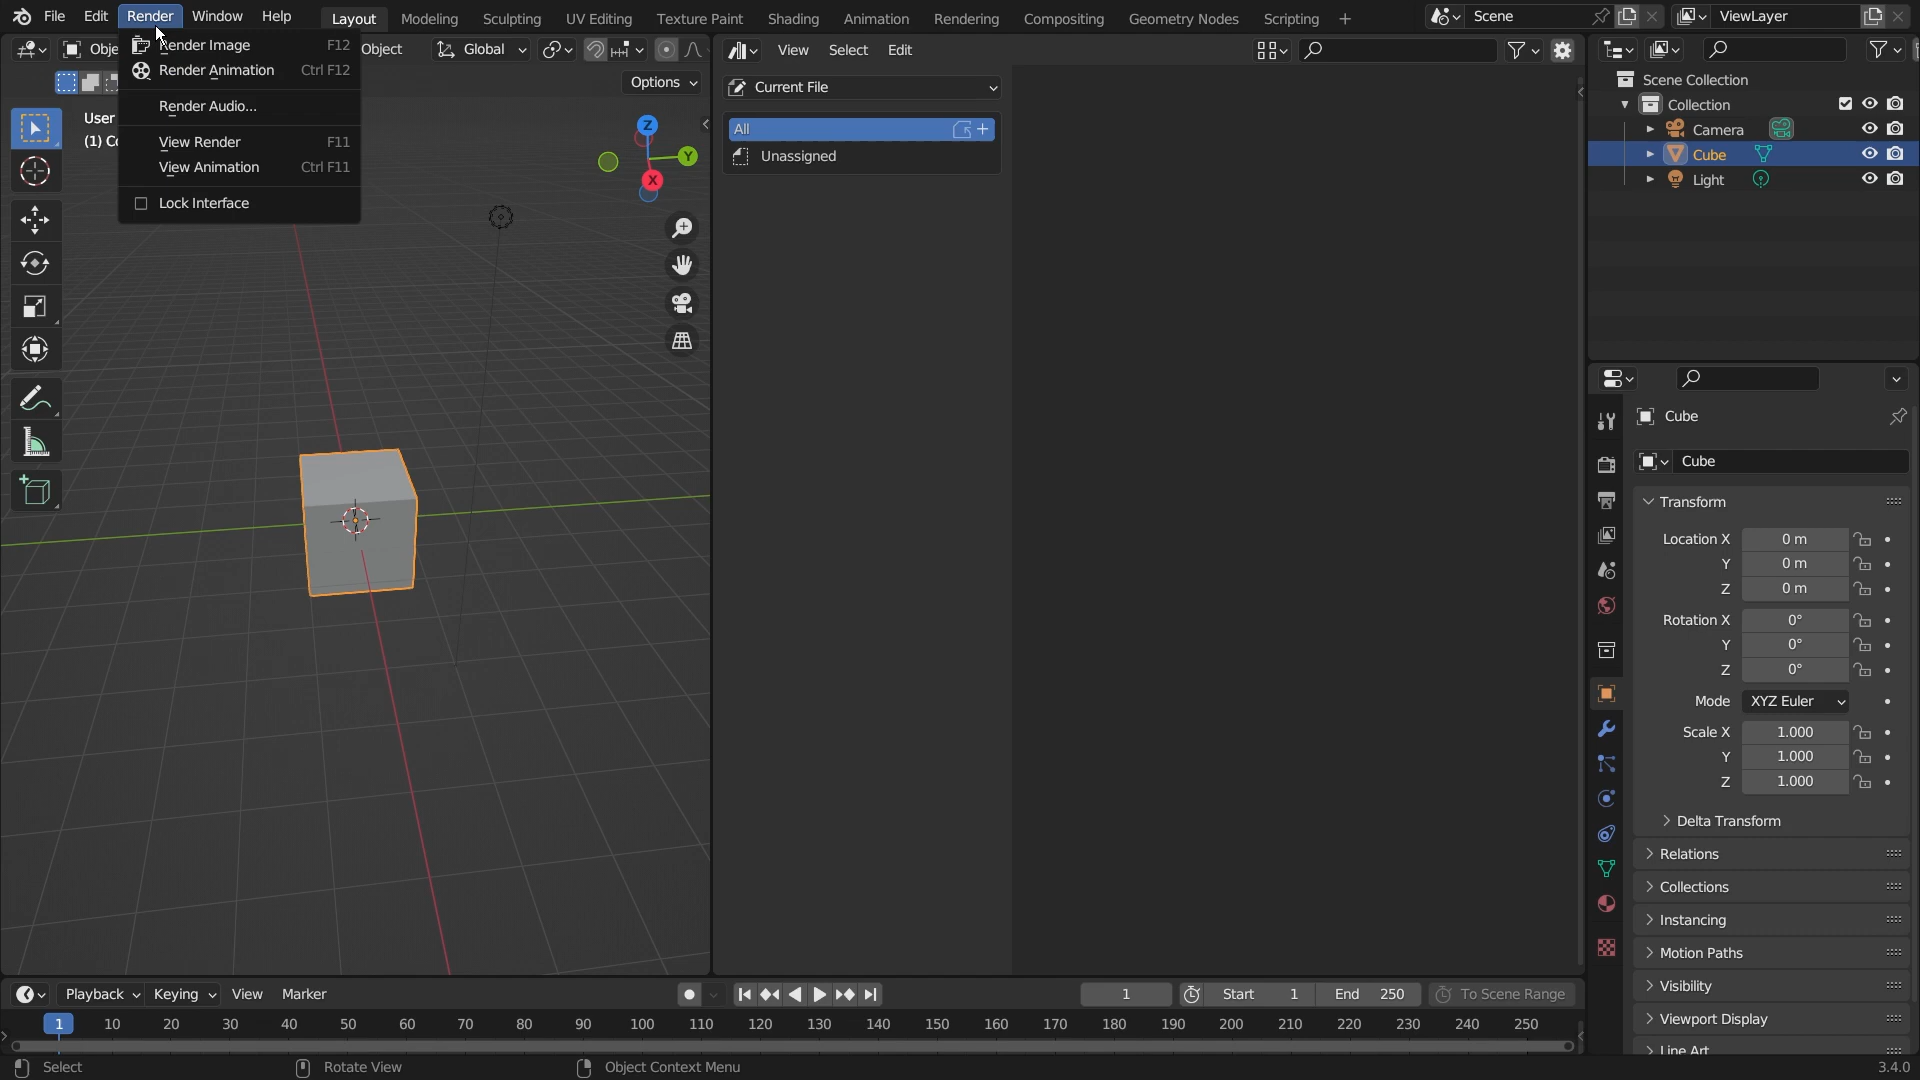 File Edit Render Window Help Layout Modeling Sculpting UV Editing Texture Paint Shading Animation Rendering Compositing Geometry Nodes Scripting + Scene ViewLayer
Obje Object Global View Select Edit
Render Image F12
Render Animation Ctrl F12
Render Audio...
View Render F11
View Animation Ctrl F11
Lock Interface
Options
User
(1) Co
Z
Y
X
Current File
All
Unassigned
Scene Collection
Collection
Camera
Cube
Light
Cube
Cube
Transform
Location X 0 m
Y 0 m
Z 0 m
Rotation X 0°
Y 0°
Z 0°
Mode XYZ Euler
Scale X 1.000
Y 1.000
Z 1.000
Delta Transform
Relations
Collections
Instancing
Motion Paths
Visibility
Viewport Display
Line Art
Playback Keying View Marker 1 Start 1 End 250 To Scene Range
1 10 20 30 40 50 60 70 80 90 100 110 120 130 140 150 160 170 180 190 200 210 220 230 240 250
Select Rotate View Object Context Menu 3.4.0